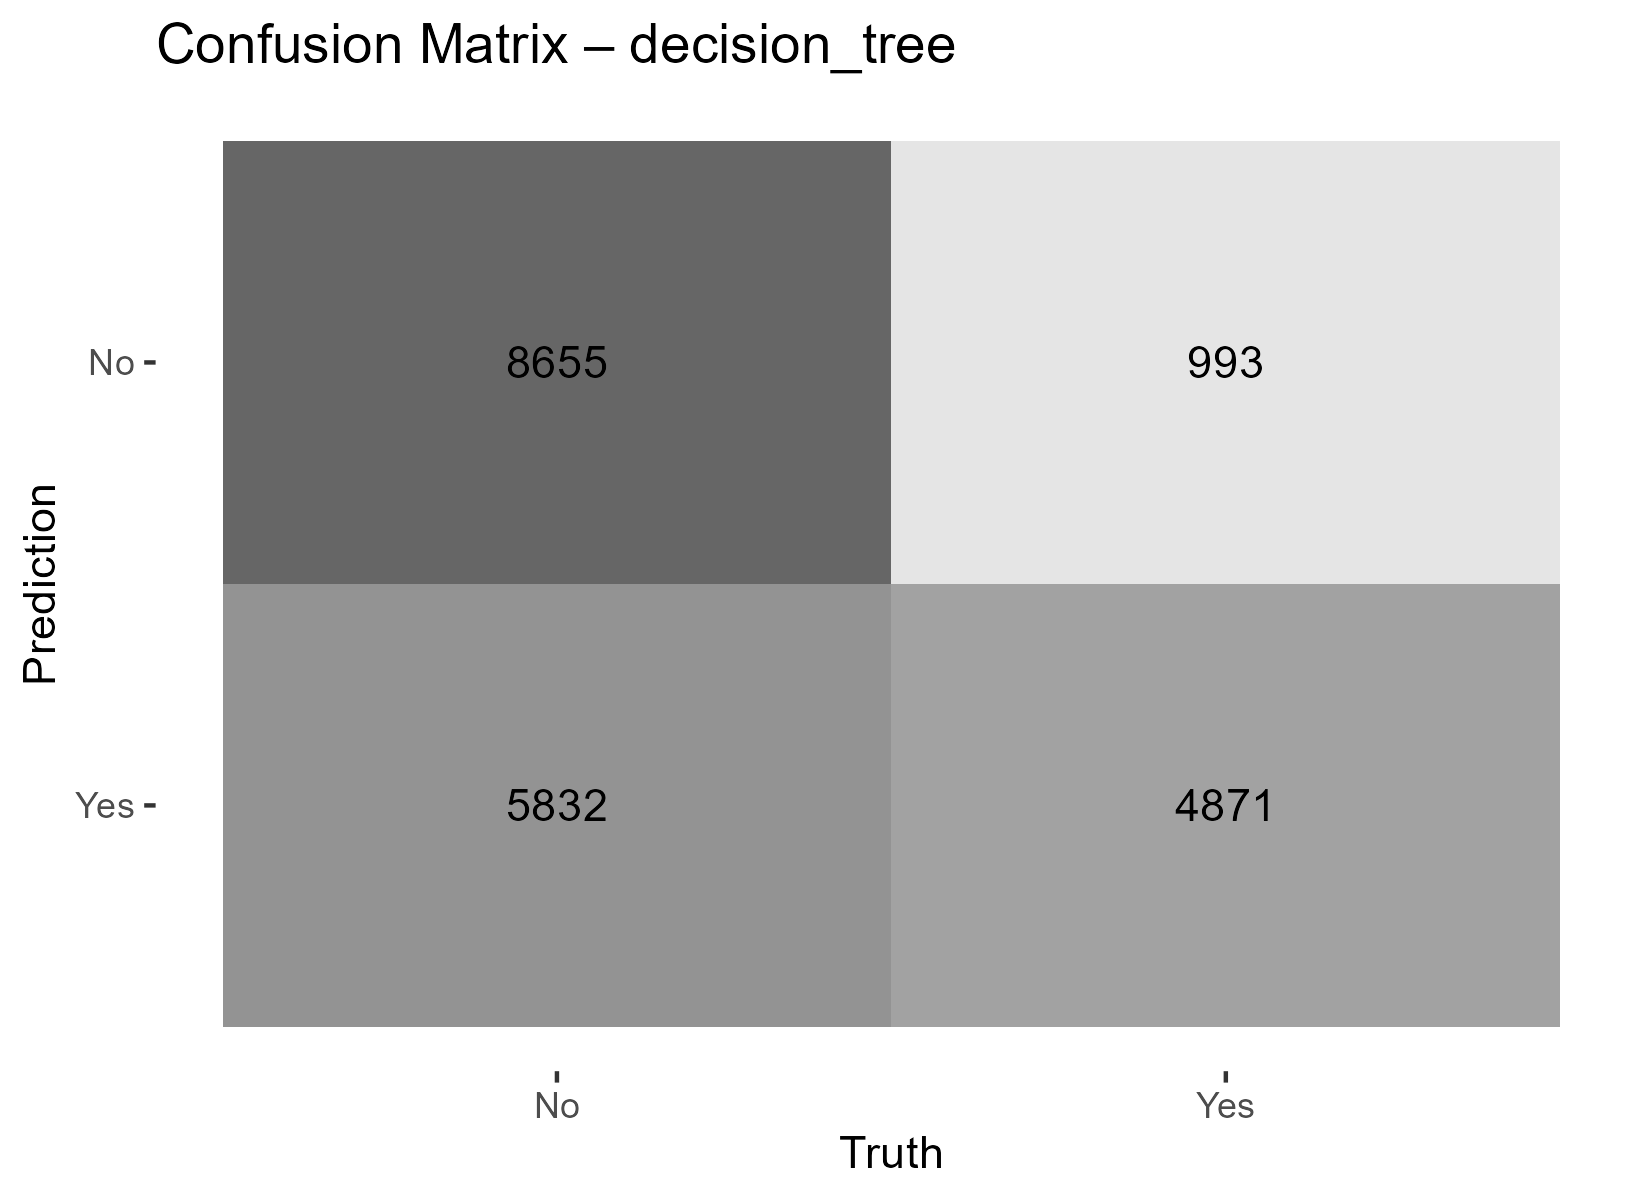 Confusion Matrix – decision_tree
Prediction
No
8655
993
Yes
5832
4871
No
Yes
Truth